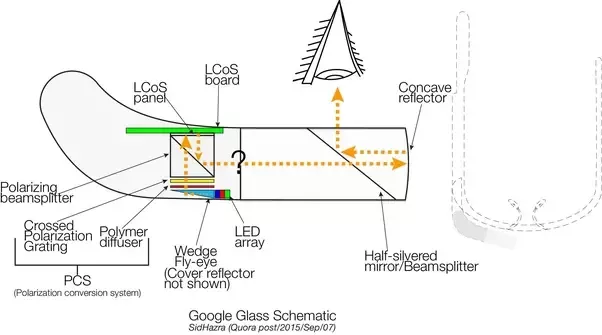 LCoS
panel
LCoS
board
Concave
reflector
?
Polarizing
beamsplitter
Crossed
Polarization
Grating
Polymer
diffuser
Wedge
Fly-eye
(Cover reflector
not shown)
LED
array
Half-silvered
mirror/Beamsplitter
PCS
(Polarization conversion system)
Google Glass Schematic
SidHazra (Quora post/2015/Sep/07)